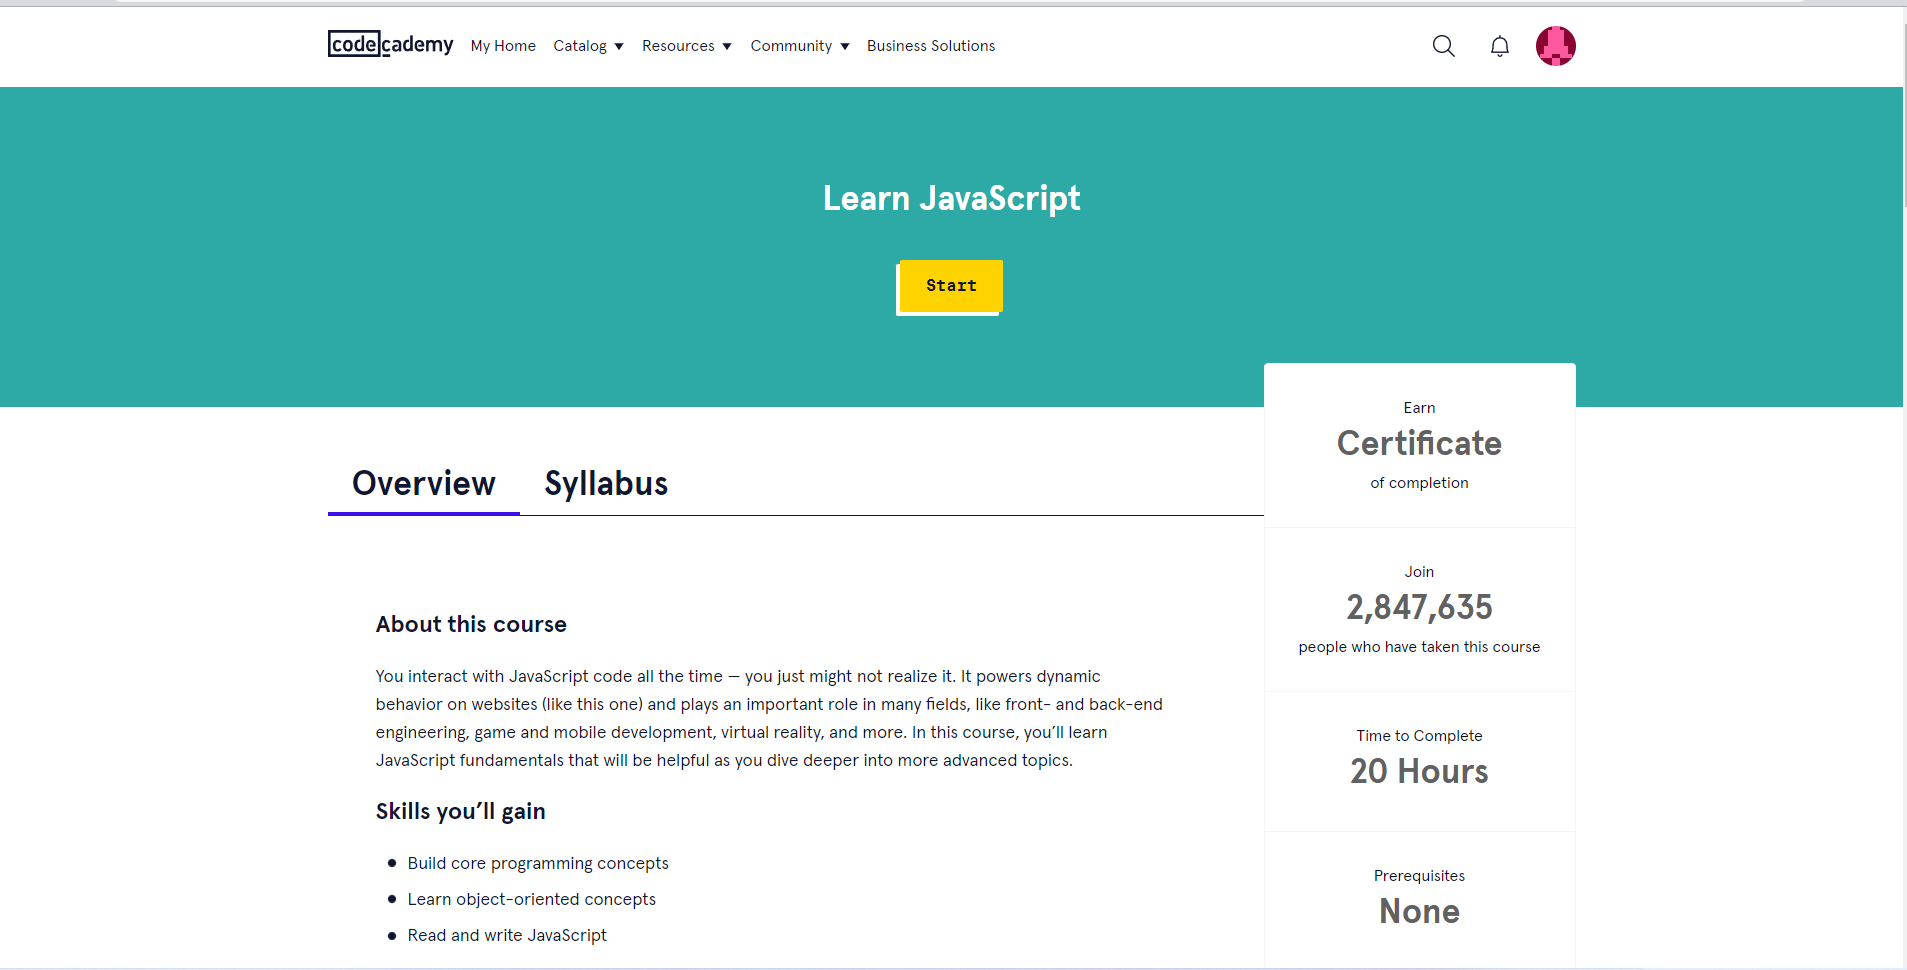 codecademy My Home Catalog Resources Community Business Solutions
Learn JavaScript
Start
Overview Syllabus
About this course
You interact with JavaScript code all the time — you just might not realize it. It powers dynamic
behavior on websites (like this one) and plays an important role in many fields, like front- and back-end
engineering, game and mobile development, virtual reality, and more. In this course, you’ll learn
JavaScript fundamentals that will be helpful as you dive deeper into more advanced topics.
Skills you’ll gain
Build core programming concepts
Learn object-oriented concepts
Read and write JavaScript
Earn
Certificate
of completion
Join
2,847,635
people who have taken this course
Time to Complete
20 Hours
Prerequisites
None